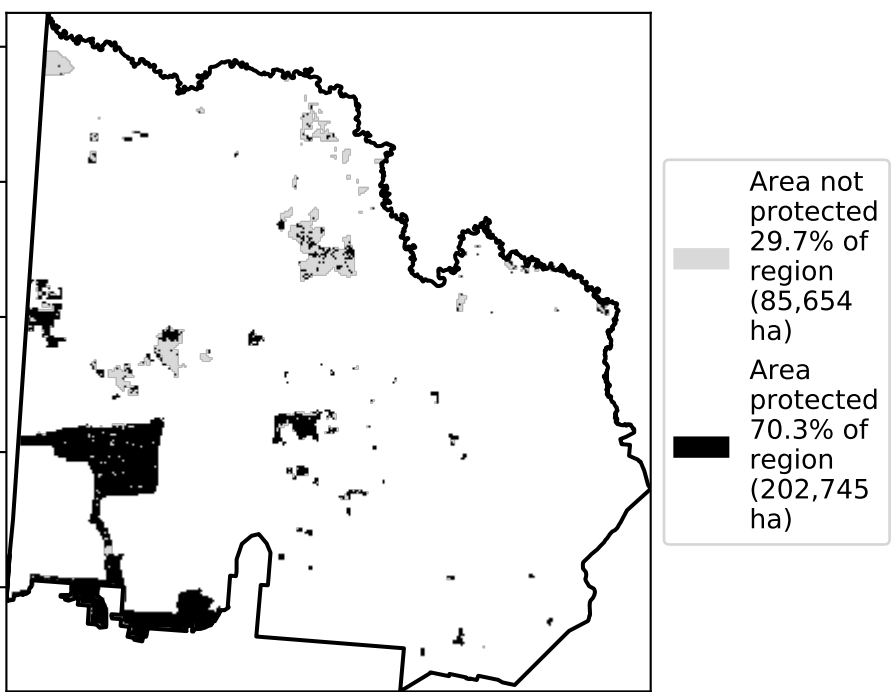 Area not
protected
29.7% of
region
(85,654
ha)
Area
protected
70.3% of
region
(202,745
ha)